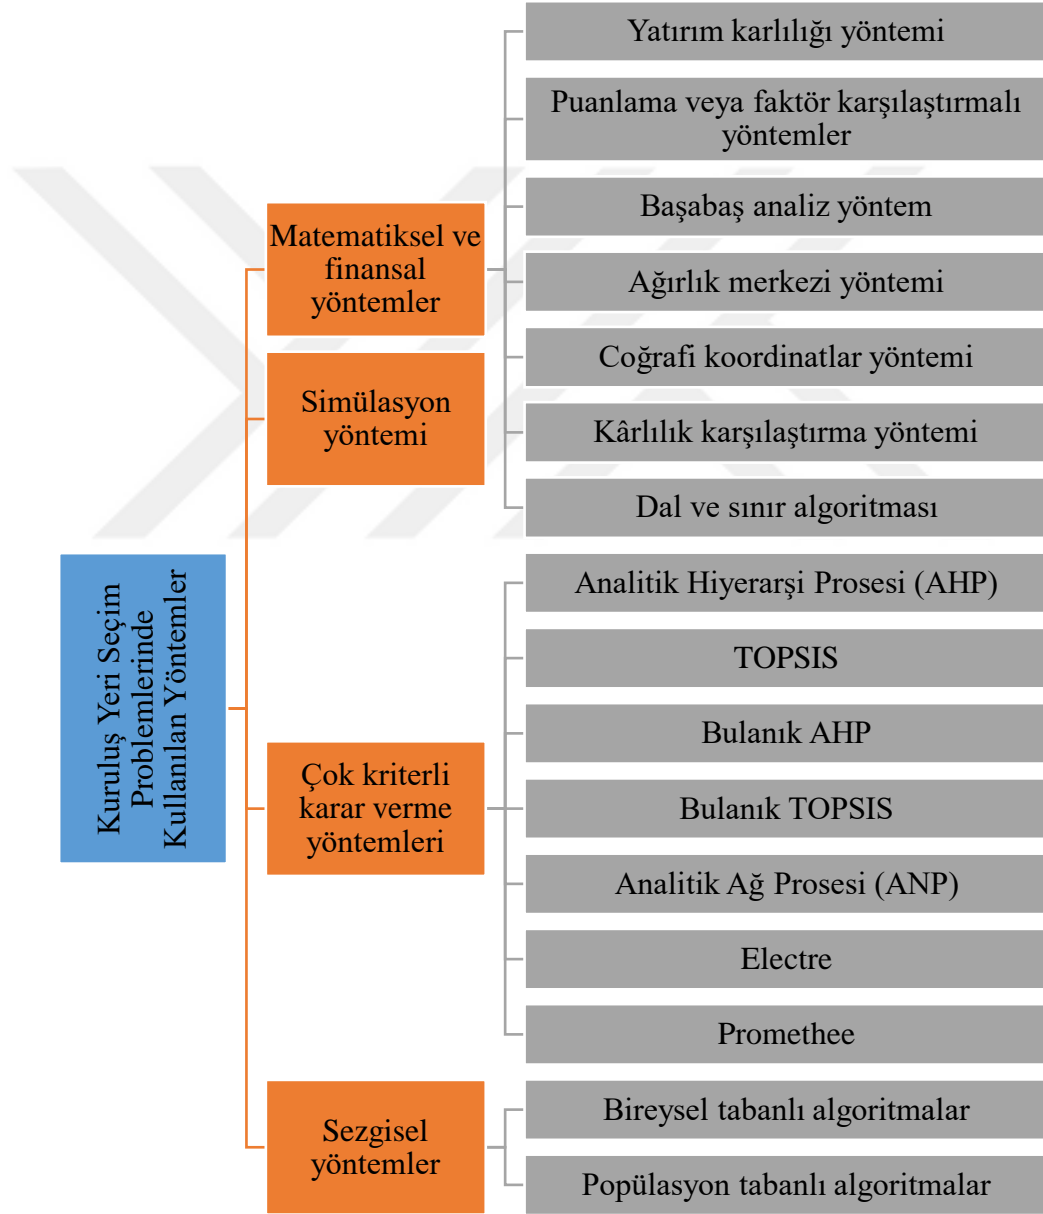 Kuruluş Yeri Seçim
Problemlerinde
Kullanılan Yöntemler
Matematiksel ve
finansal
yöntemler
Yatırım karlılığı yöntemi
Puanlama veya faktör karşılaştırmalı
yöntemler
Başabaş analiz yöntem
Ağırlık merkezi yöntemi
Coğrafi koordinatlar yöntemi
Kârlılık karşılaştırma yöntemi
Dal ve sınır algoritması
Simülasyon
yöntemi
Çok kriterli
karar verme
yöntemleri
Analitik Hiyerarşi Prosesi (AHP)
TOPSIS
Bulanık AHP
Bulanık TOPSIS
Analitik Ağ Prosesi (ANP)
Electre
Promethee
Sezgisel
yöntemler
Bireysel tabanlı algoritmalar
Popülasyon tabanlı algoritmalar